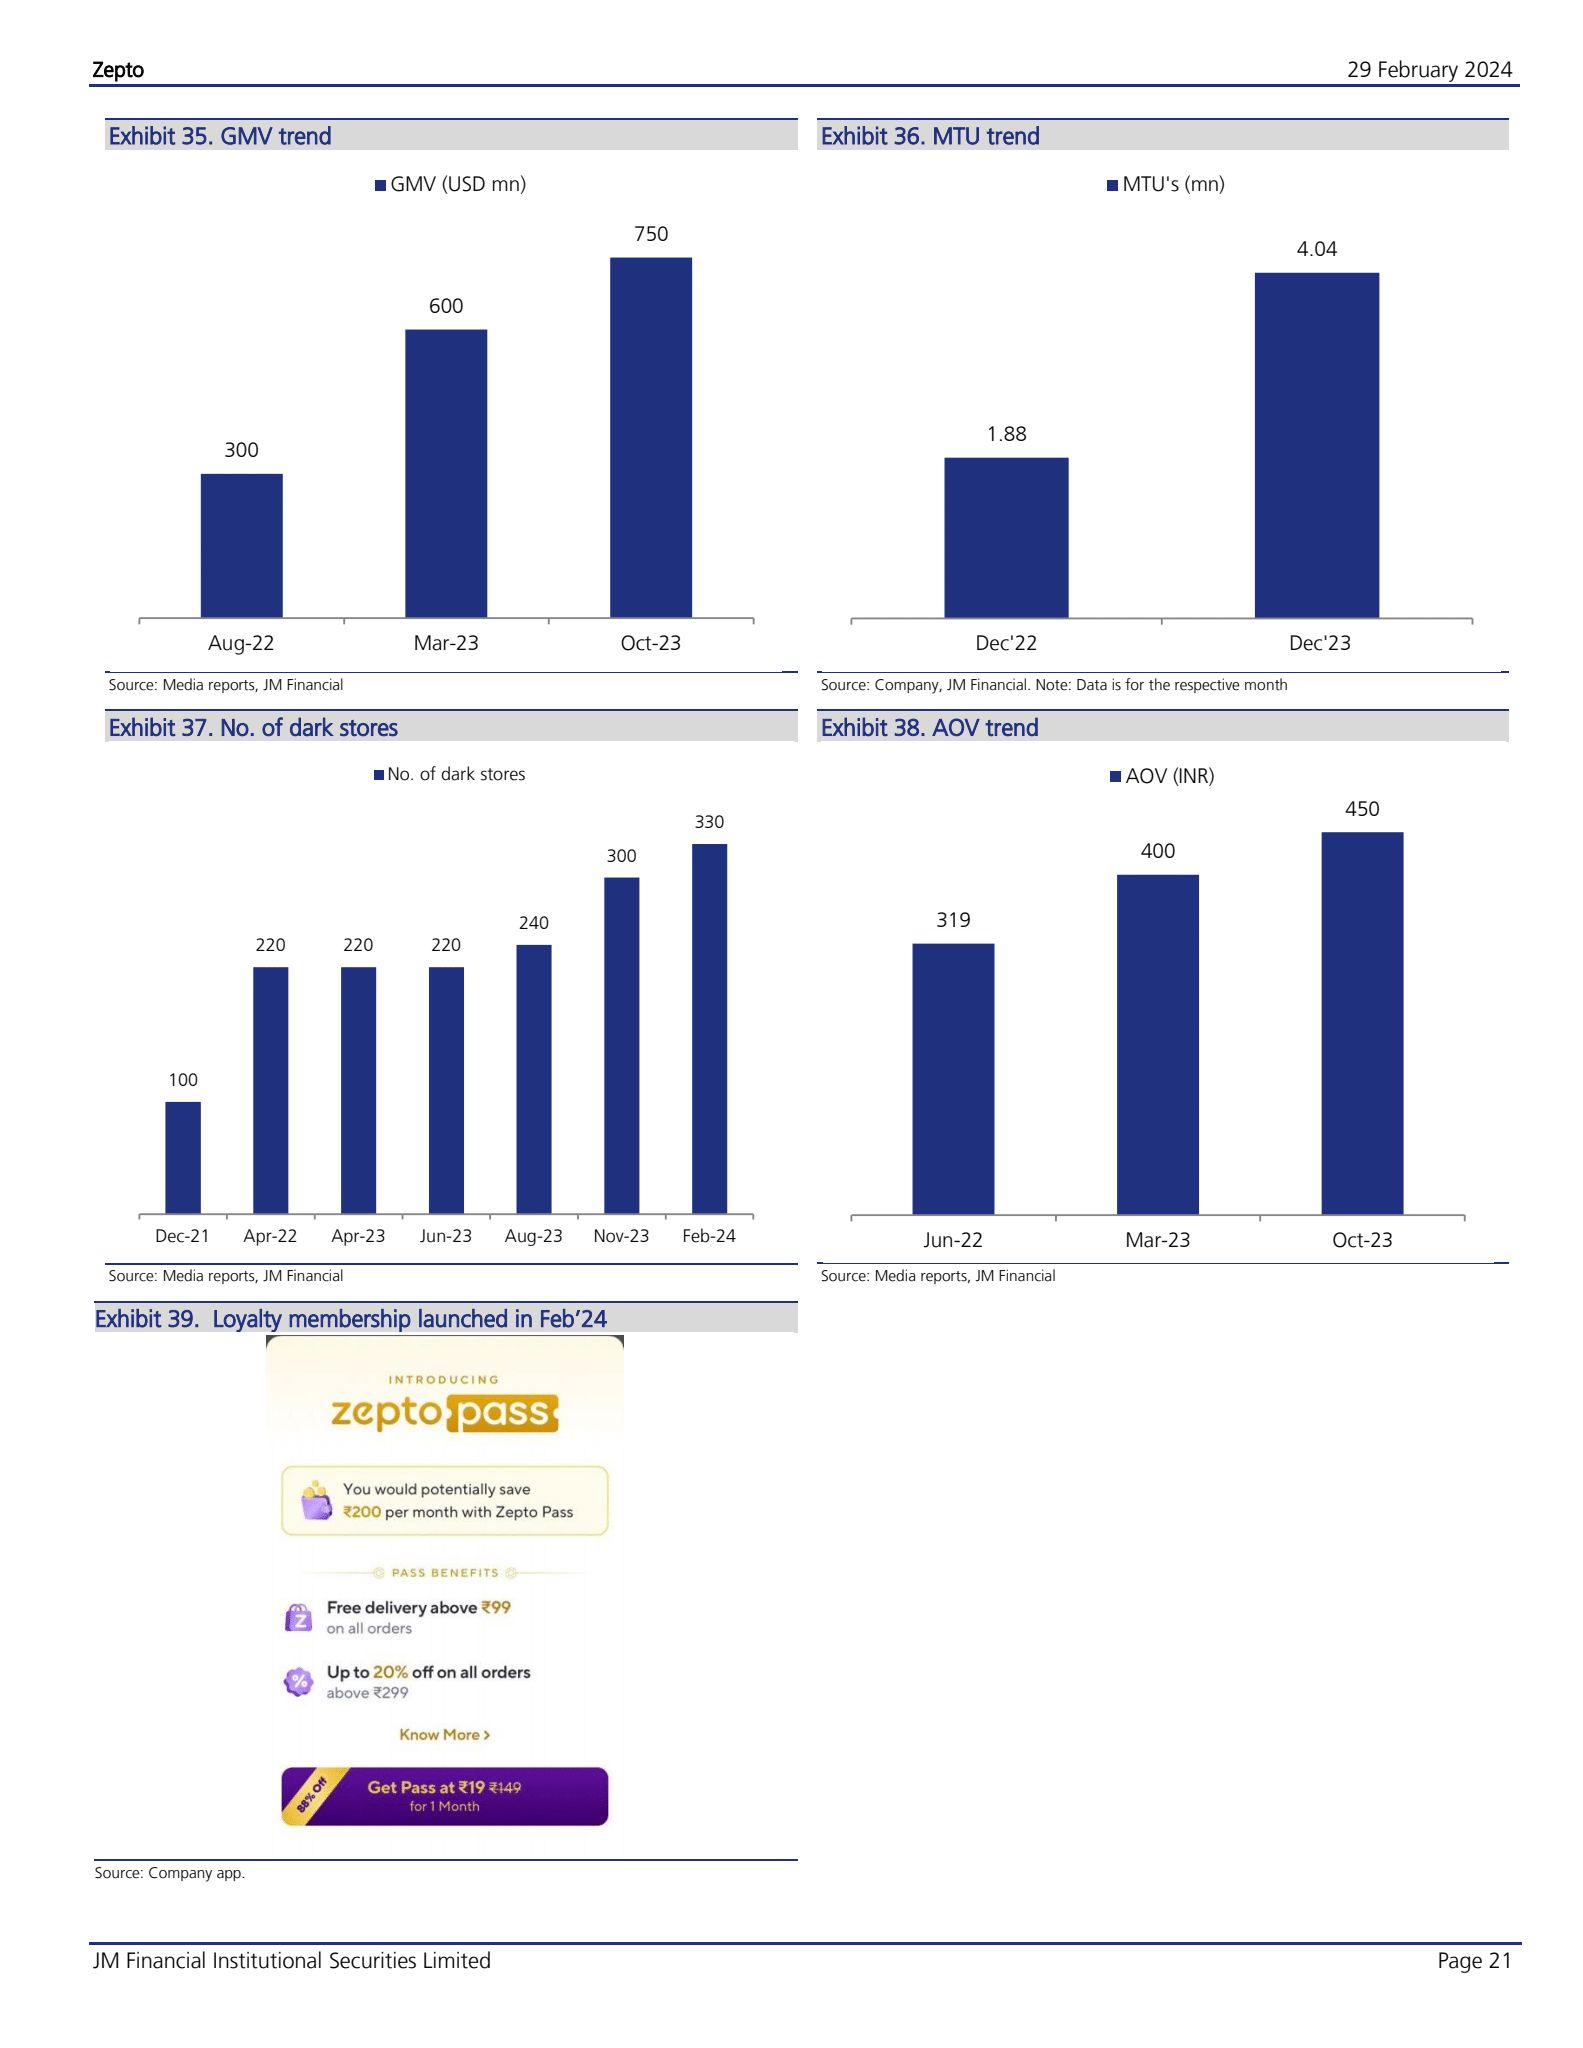 Zepto
29 February 2024
Exhibit 35. GMV trend
GMV (USD mn)
750
600
300
Aug-22 Mar-23 Oct-23
Source: Media reports, JM Financial
Exhibit 36. MTU trend
MTU's (mn)
4.04
1.88
Dec'22 Dec'23
Source: Company, JM Financial. Note: Data is for the respective month
Exhibit 37. No. of dark stores
No. of dark stores
330
300
240
220 220 220
100
Dec-21 Apr-22 Apr-23 Jun-23 Aug-23 Nov-23 Feb-24
Source: Media reports, JM Financial
Exhibit 38. AOV trend
AOV (INR)
450
400
319
Jun-22 Mar-23 Oct-23
Source: Media reports, JM Financial
Exhibit 39. Loyalty membership launched in Feb’24
INTRODUCING
zepto pass
You would potentially save
₹200 per month with Zepto Pass
PASS BENEFITS
Free delivery above ₹99
on all orders
Z
Up to 20% off on all orders
above ₹299
%
Know More >
88% Off
Get Pass at ₹19 ₹149
for 1 Month
Source: Company app.
JM Financial Institutional Securities Limited
Page 21